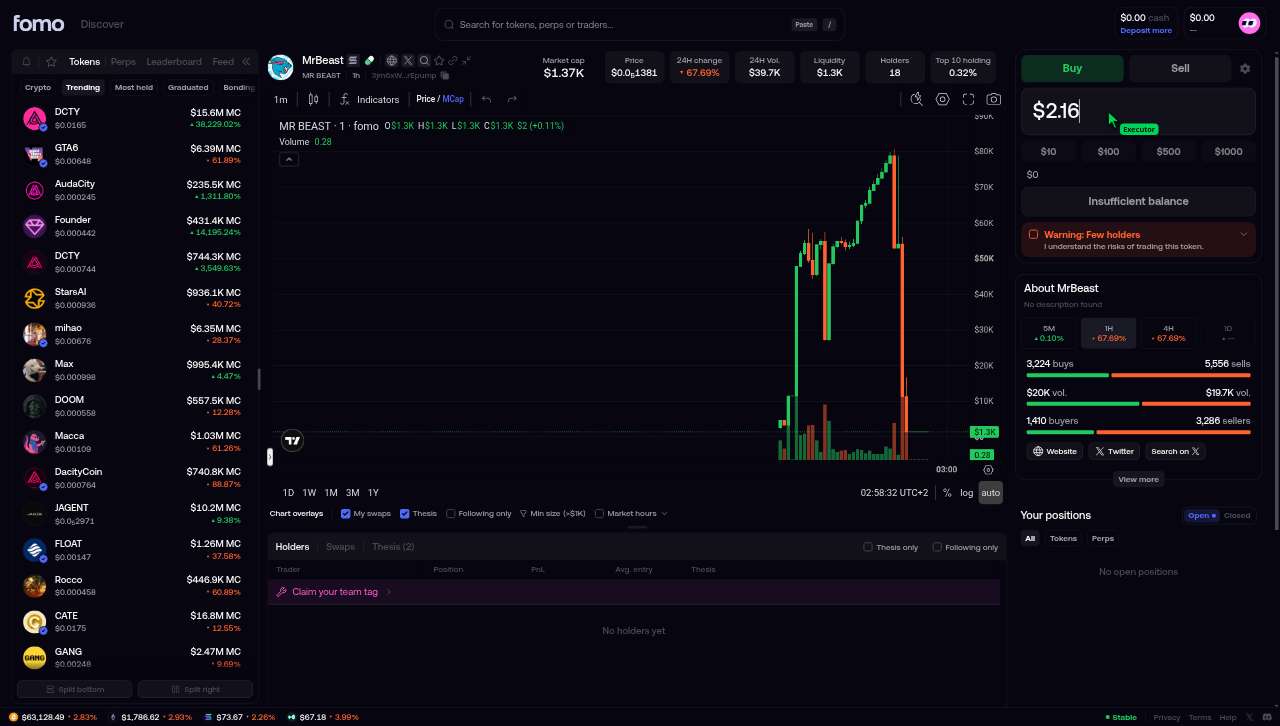 fomo Discover
Search for tokens, perps or traders... Paste /
$0.00 cash
Deposit more
$0.00
Tokens Perps Leaderboard Feed
Crypto Trending Most held Graduated Bonding
DCTY $15.6M MC
$0.0165 38,229.02%
GTA6 $6.39M MC
$0.00648 61.89%
AudaCity $235.5K MC
$0.000245 1,311.80%
Founder $431.4K MC
$0.000442 14,195.24%
DCTY $744.3K MC
$0.000744 3,549.63%
StarsAI $936.1K MC
$0.000936 40.72%
mihao $6.35M MC
$0.00676 28.37%
Max $995.4K MC
$0.000998 4.47%
DOOM $557.5K MC
$0.000558 12.28%
Macca $1.03M MC
$0.00109 61.26%
DacityCoin $740.8K MC
$0.000764 88.87%
JAGENT $10.2M MC
$0.0₅2971 9.38%
FLOAT $1.26M MC
$0.00147 37.58%
Rocco $446.9K MC
$0.000458 60.89%
CATE $16.8M MC
$0.0175 12.55%
GANG $2.47M MC
$0.00248 9.69%
Split bottom Split right
MrBeast
MR BEAST 1h 3jm6xW...rEpump
Market cap
$1.37K
Price
$0.0₅1381
24H change
67.69%
24H Vol.
$39.7K
Liquidity
$1.3K
Holders
18
Top 10 holding
0.32%
1m Indicators Price / MCap
MR BEAST · 1 · fomo O$1.3K H$1.3K L$1.3K C$1.3K $2 (+0.11%)
Volume 0.28
$90K
$80K
$70K
$60K
$50K
$40K
$30K
$20K
$10K
$1.3K
$0
0.28
03:00
1D 1W 1M 3M 1Y 02:58:32 UTC+2 % log auto
Chart overlays My swaps Thesis Following only Min size (>$1K) Market hours
Holders Swaps Thesis (2) Thesis only Following only
Trader Position PnL Avg. entry Thesis
Claim your team tag
No holders yet
Buy Sell
$2.16
Executor
$10 $100 $500 $1000
$0
Insufficient balance
Warning: Few holders
I understand the risks of trading this token.
About MrBeast
No description found
5M 1H 4H 1D
0.10% 67.69% 67.69% —
3,224 buys 5,556 sells
$20K vol. $19.7K vol.
1,410 buyers 3,286 sellers
Website Twitter Search on X
View more
Your positions Open Closed
All Tokens Perps
No open positions
$63,128.49 2.83% $1,786.62 2.93% $73.67 2.26% $67.18 3.99%
Stable Privacy Terms Help